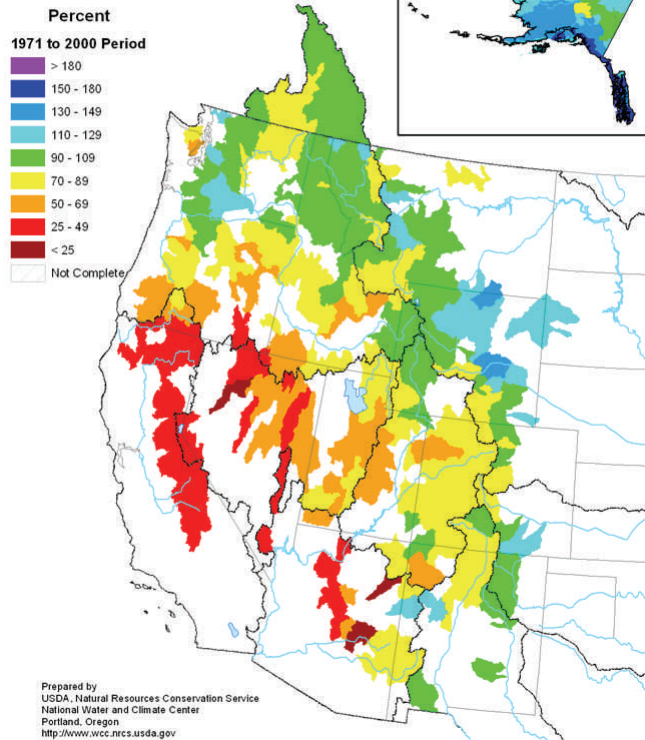 Percent
1971 to 2000 Period
> 180
150 - 180
130 - 149
110 - 129
90 - 109
70 - 89
50 - 69
25 - 49
< 25
Not Complete
Prepared by
USDA, Natural Resources Conservation Service
National Water and Climate Center
Portland, Oregon
http://www.wcc.nrcs.usda.gov